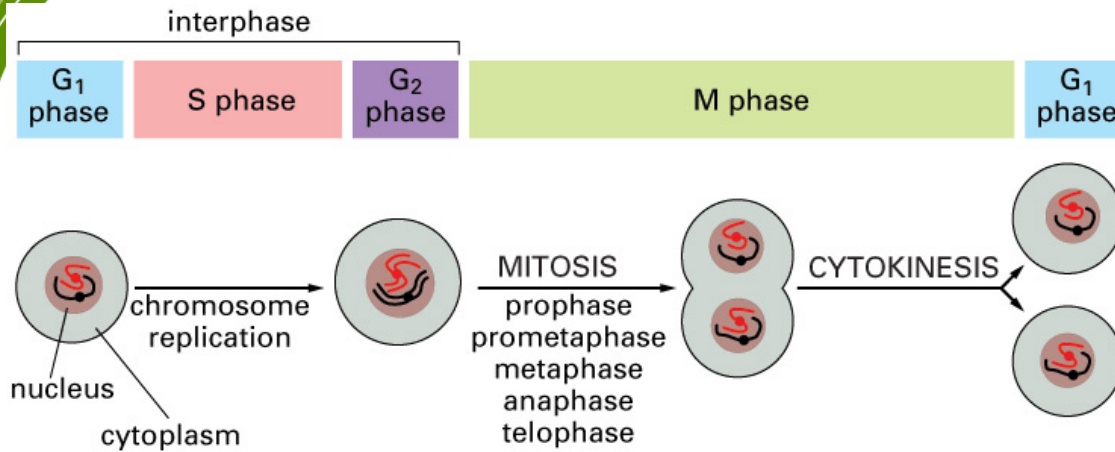 interphase
G₁
phase
S phase
G₂
phase
M phase
G₁
phase
MITOSIS
CYTOKINESIS
chromosome
replication
prophase
prometaphase
metaphase
anaphase
telophase
nucleus
cytoplasm